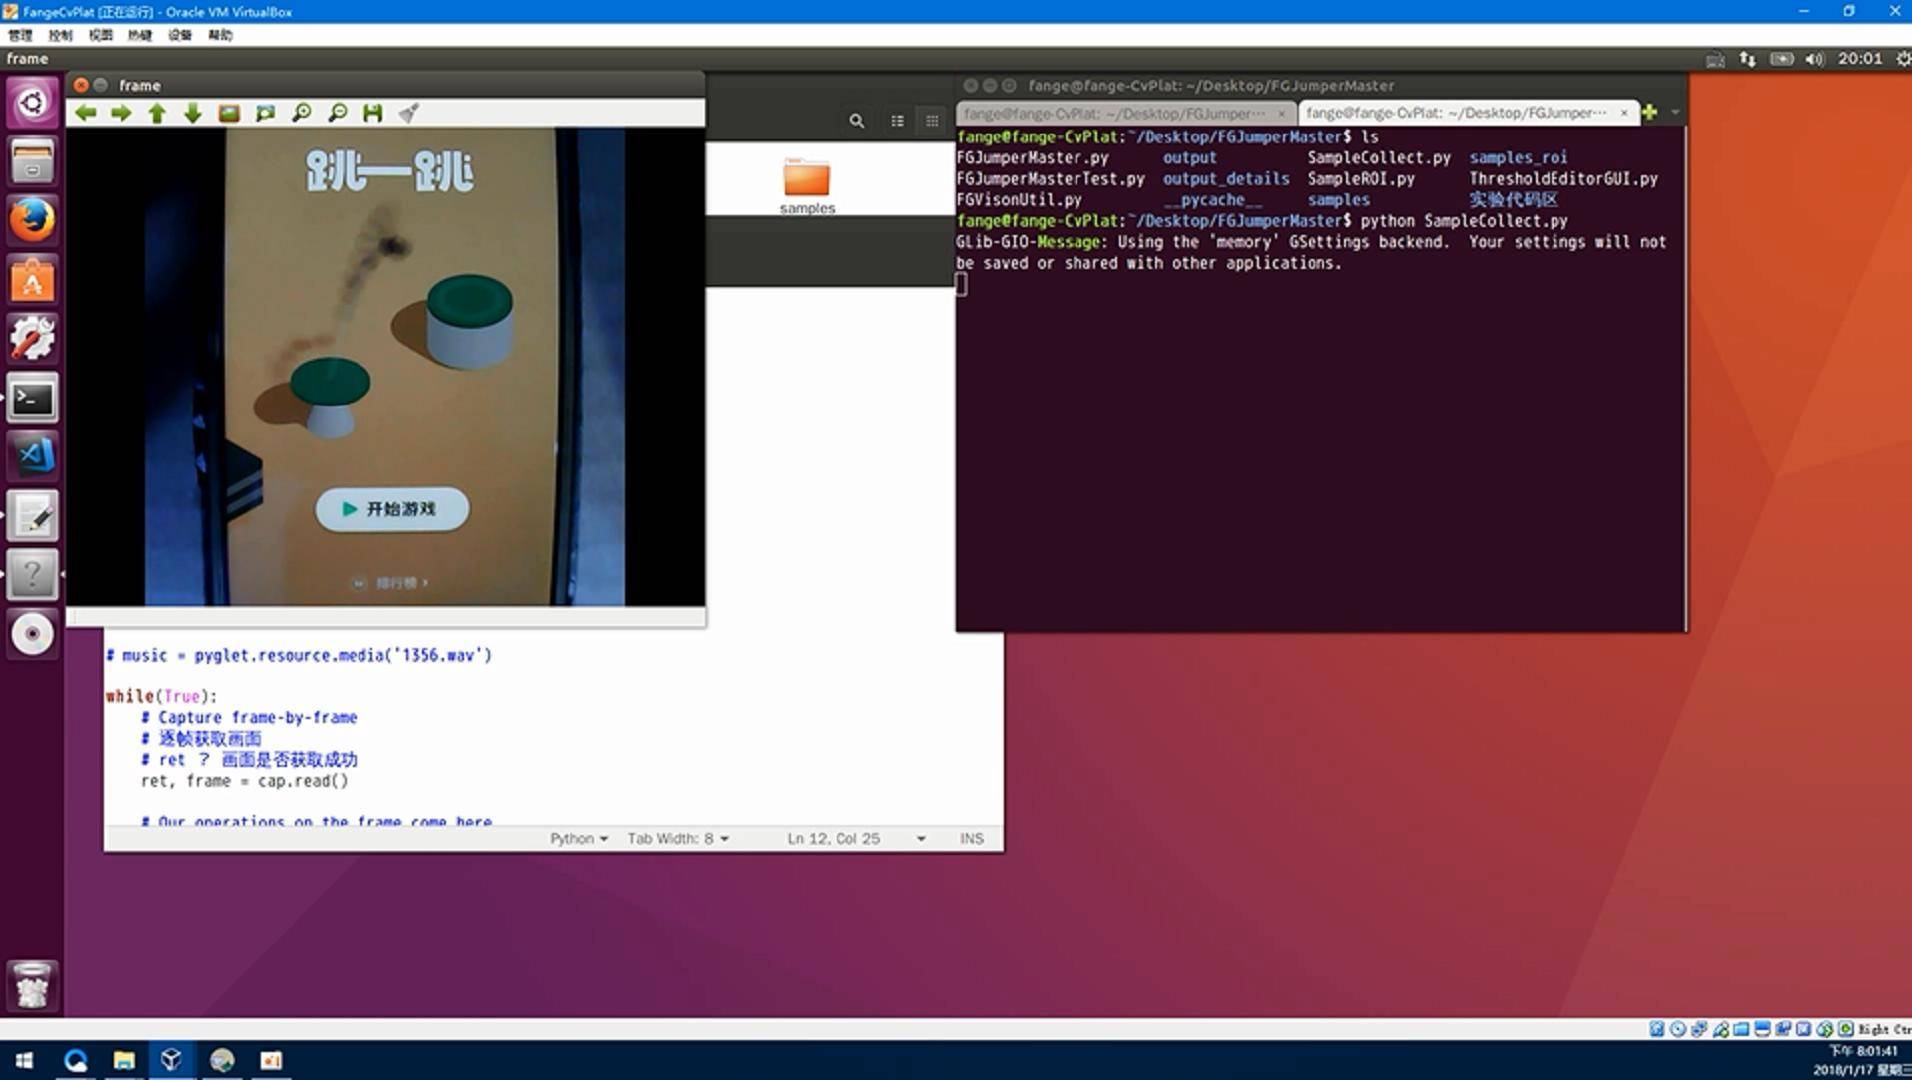 FangeCvPlat [正在运行] - Oracle VM VirtualBox
管理 控制 视图 热键 设备 帮助
frame
20:01
frame
跳一跳
开始游戏
排行榜 ›
samples
fange@fange-CvPlat: ~/Desktop/FGJumperMaster
fange@fange-CvPlat: ~/Desktop/FGJumper···
fange@fange-CvPlat: ~/Desktop/FGJumper···
fange@fange-CvPlat:~/Desktop/FGJumperMaster$ ls
FGJumperMaster.py output SampleCollect.py samples_roi
FGJumperMasterTest.py output_details SampleROI.py ThresholdEditorGUI.py
FGVisonUtil.py __pycache__ samples 实验代码区
fange@fange-CvPlat:~/Desktop/FGJumperMaster$ python SampleCollect.py
GLib-GIO-Message: Using the 'memory' GSettings backend. Your settings will not
be saved or shared with other applications.
# music = pyglet.resource.media('1356.wav')
while(True):
# Capture frame-by-frame
# 逐帧获取画面
# ret ? 画面是否获取成功
ret, frame = cap.read()
# Our operations on the frame come here
Python Tab Width: 8 Ln 12, Col 25 INS
Right Ctr
下午 8:01:41
2018/1/17 星期三